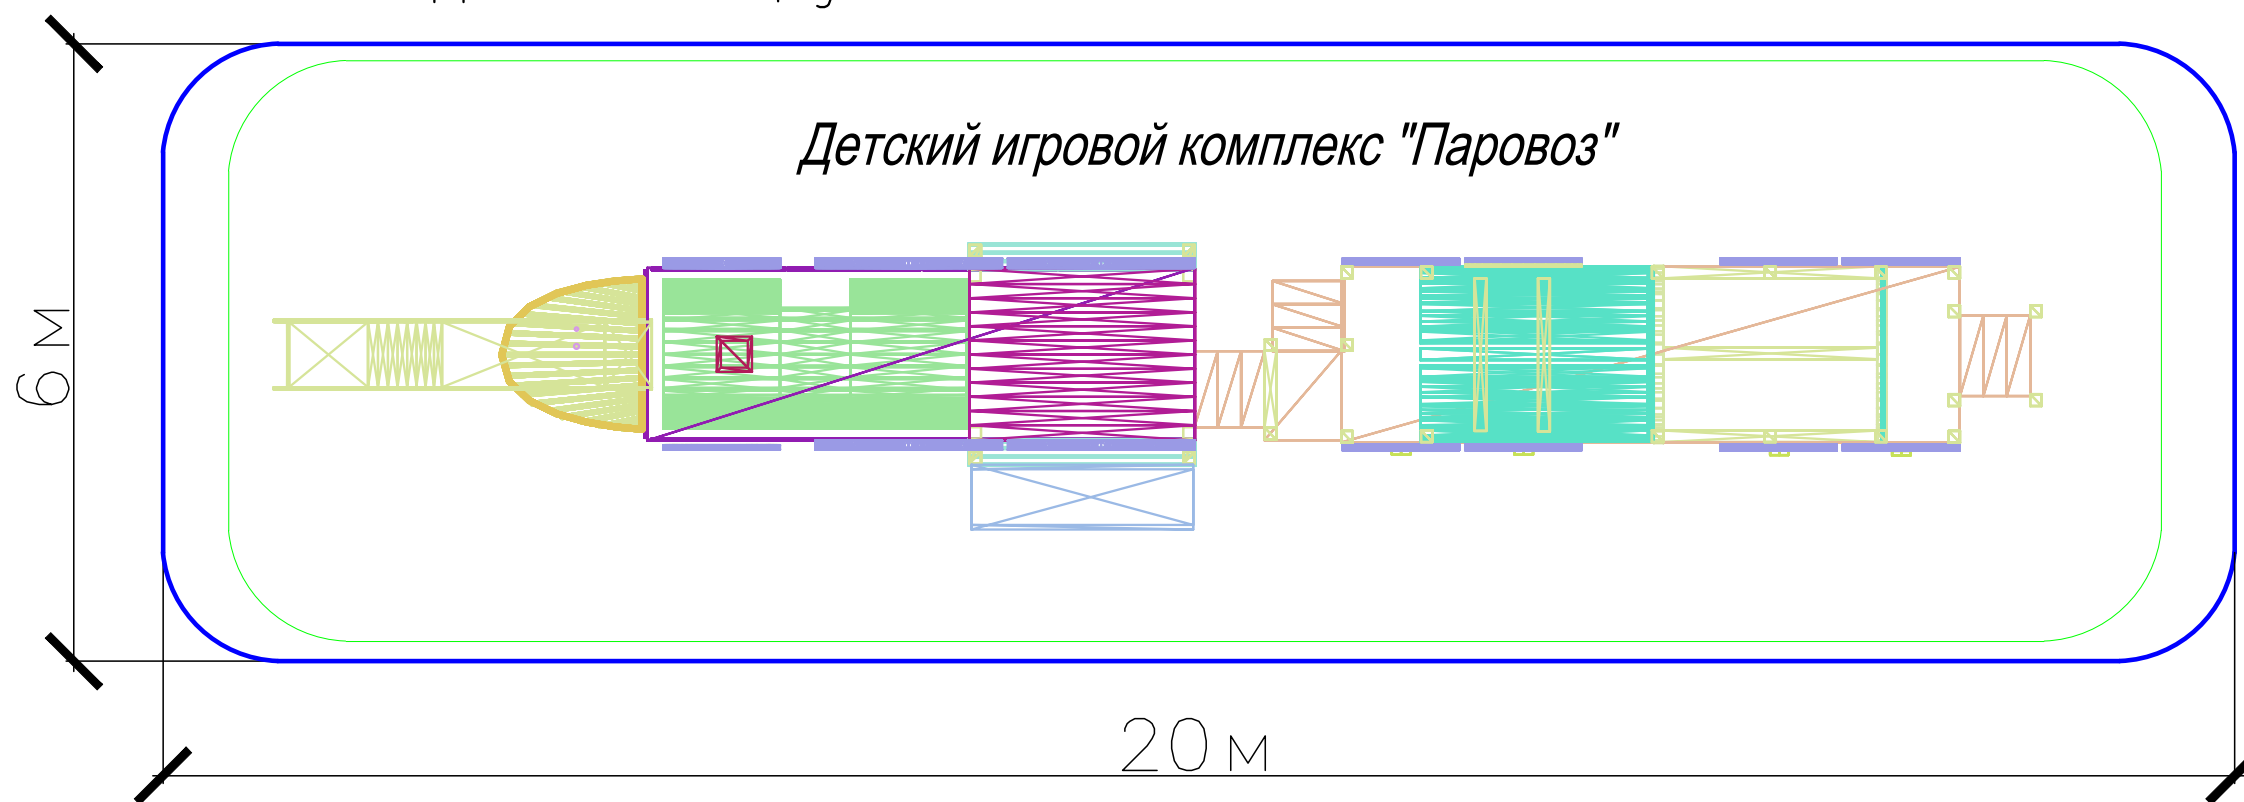 Детский игровой комплекс "Паровоз"
6 м
20 м